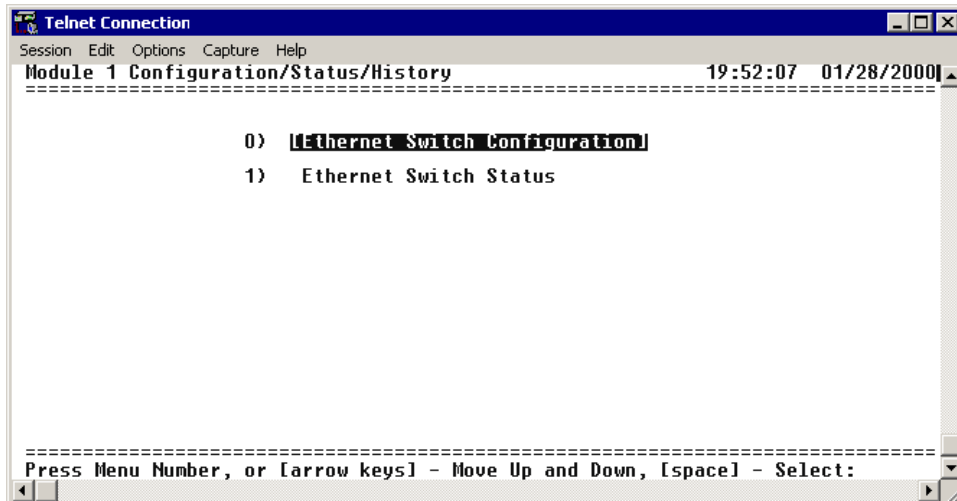 Telnet Connection
Session Edit Options Capture Help
Module 1 Configuration/Status/History 19:52:07 01/28/2000
================================================================================
0) [Ethernet Switch Configuration]
1) Ethernet Switch Status
================================================================================
Press Menu Number, or [arrow keys] - Move Up and Down, [space] - Select: